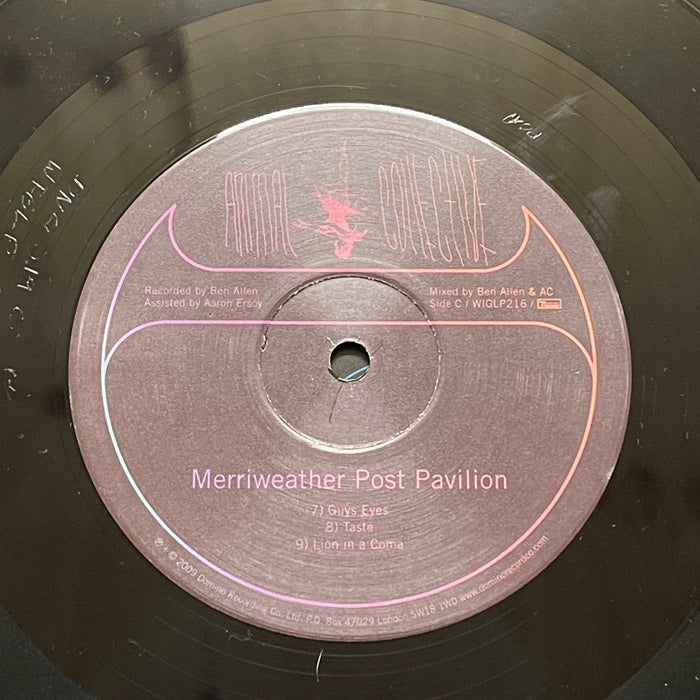 ANIMAL COLLECTIVE
Recorded by Ben Allen
Assisted by Aaron Ersoy
Mixed by Ben Allen & AC
Side C / WIGLP216 / Domino
Merriweather Post Pavilion
7) Guys Eyes
8) Taste
9) Lion in a Coma
℗ + © 2009 Domino Recording Co. Ltd. P.O. Box 47029 London SW18 1WD. www.dominorecordco.com